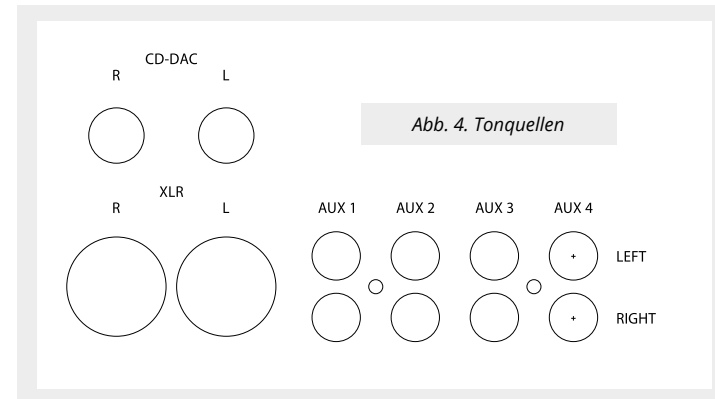 CD-DAC
R L
Abb. 4. Tonquellen
XLR
R L
AUX 1 AUX 2 AUX 3 AUX 4
LEFT
RIGHT